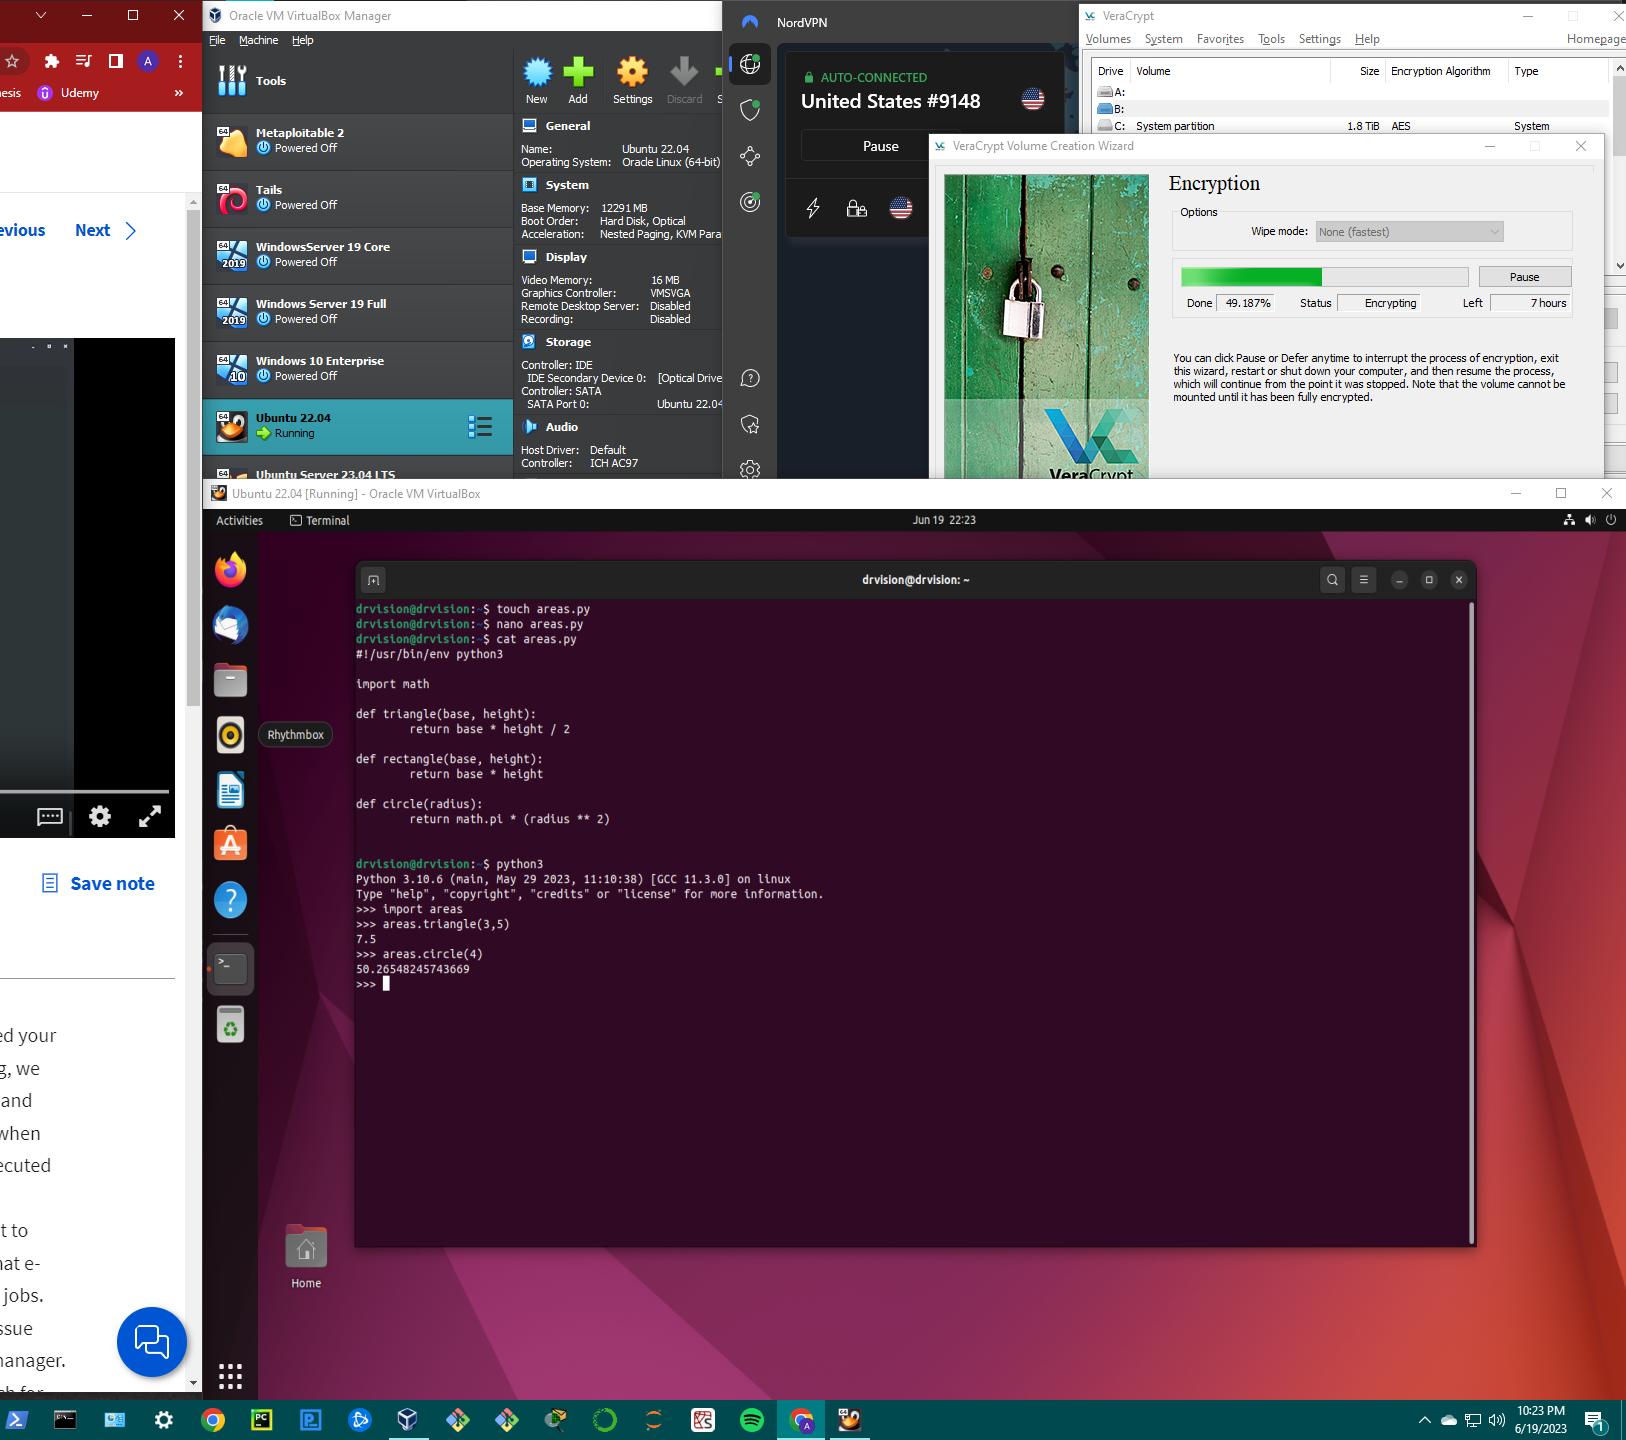 esis
Udemy
»
evious
Next
Save note
ed your
g, we
and
when
ecuted
t to
hat e-
jobs.
ssue
nanager.
Oracle VM VirtualBox Manager
File Machine Help
Tools
New
Add
Settings
Discard
S
64
Metaploitable 2
Powered Off
64
Tails
Powered Off
64
2019
WindowsServer 19 Core
Powered Off
64
2019
Windows Server 19 Full
Powered Off
64
10
Windows 10 Enterprise
Powered Off
64
Ubuntu 22.04
Running
64
Ubuntu Server 23.04 LTS
General
Name: Ubuntu 22.04
Operating System: Oracle Linux (64-bit)
System
Base Memory: 12291 MB
Boot Order: Hard Disk, Optical
Acceleration: Nested Paging, KVM Para
Display
Video Memory: 16 MB
Graphics Controller: VMSVGA
Remote Desktop Server: Disabled
Recording: Disabled
Storage
Controller: IDE
IDE Secondary Device 0: [Optical Drive
Controller: SATA
SATA Port 0: Ubuntu 22.04
Audio
Host Driver: Default
Controller: ICH AC97
NordVPN
AUTO-CONNECTED
United States #9148
Pause
VeraCrypt
Volumes System Favorites Tools Settings Help Homepage
Drive Volume Size Encryption Algorithm Type
A:
B:
C: System partition 1.8 TiB AES System
VeraCrypt Volume Creation Wizard
Encryption
Options
Wipe mode: None (fastest)
Pause
Done 49.187% Status Encrypting Left 7 hours
You can click Pause or Defer anytime to interrupt the process of encryption, exit
this wizard, restart or shut down your computer, and then resume the process,
which will continue from the point it was stopped. Note that the volume cannot be
mounted until it has been fully encrypted.
VeraCrypt
Ubuntu 22.04 [Running] - Oracle VM VirtualBox
Activities Terminal Jun 19 22:23
drvision@drvision: ~
drvision@drvision:~$ touch areas.py
drvision@drvision:~$ nano areas.py
drvision@drvision:~$ cat areas.py
#!/usr/bin/env python3
import math
def triangle(base, height):
return base * height / 2
def rectangle(base, height):
return base * height
def circle(radius):
return math.pi * (radius ** 2)
drvision@drvision:~$ python3
Python 3.10.6 (main, May 29 2023, 11:10:38) [GCC 11.3.0] on linux
Type "help", "copyright", "credits" or "license" for more information.
>>> import areas
>>> areas.triangle(3,5)
7.5
>>> areas.circle(4)
50.26548245743669
>>>
Rhythmbox
Home
10:23 PM
6/19/2023
1